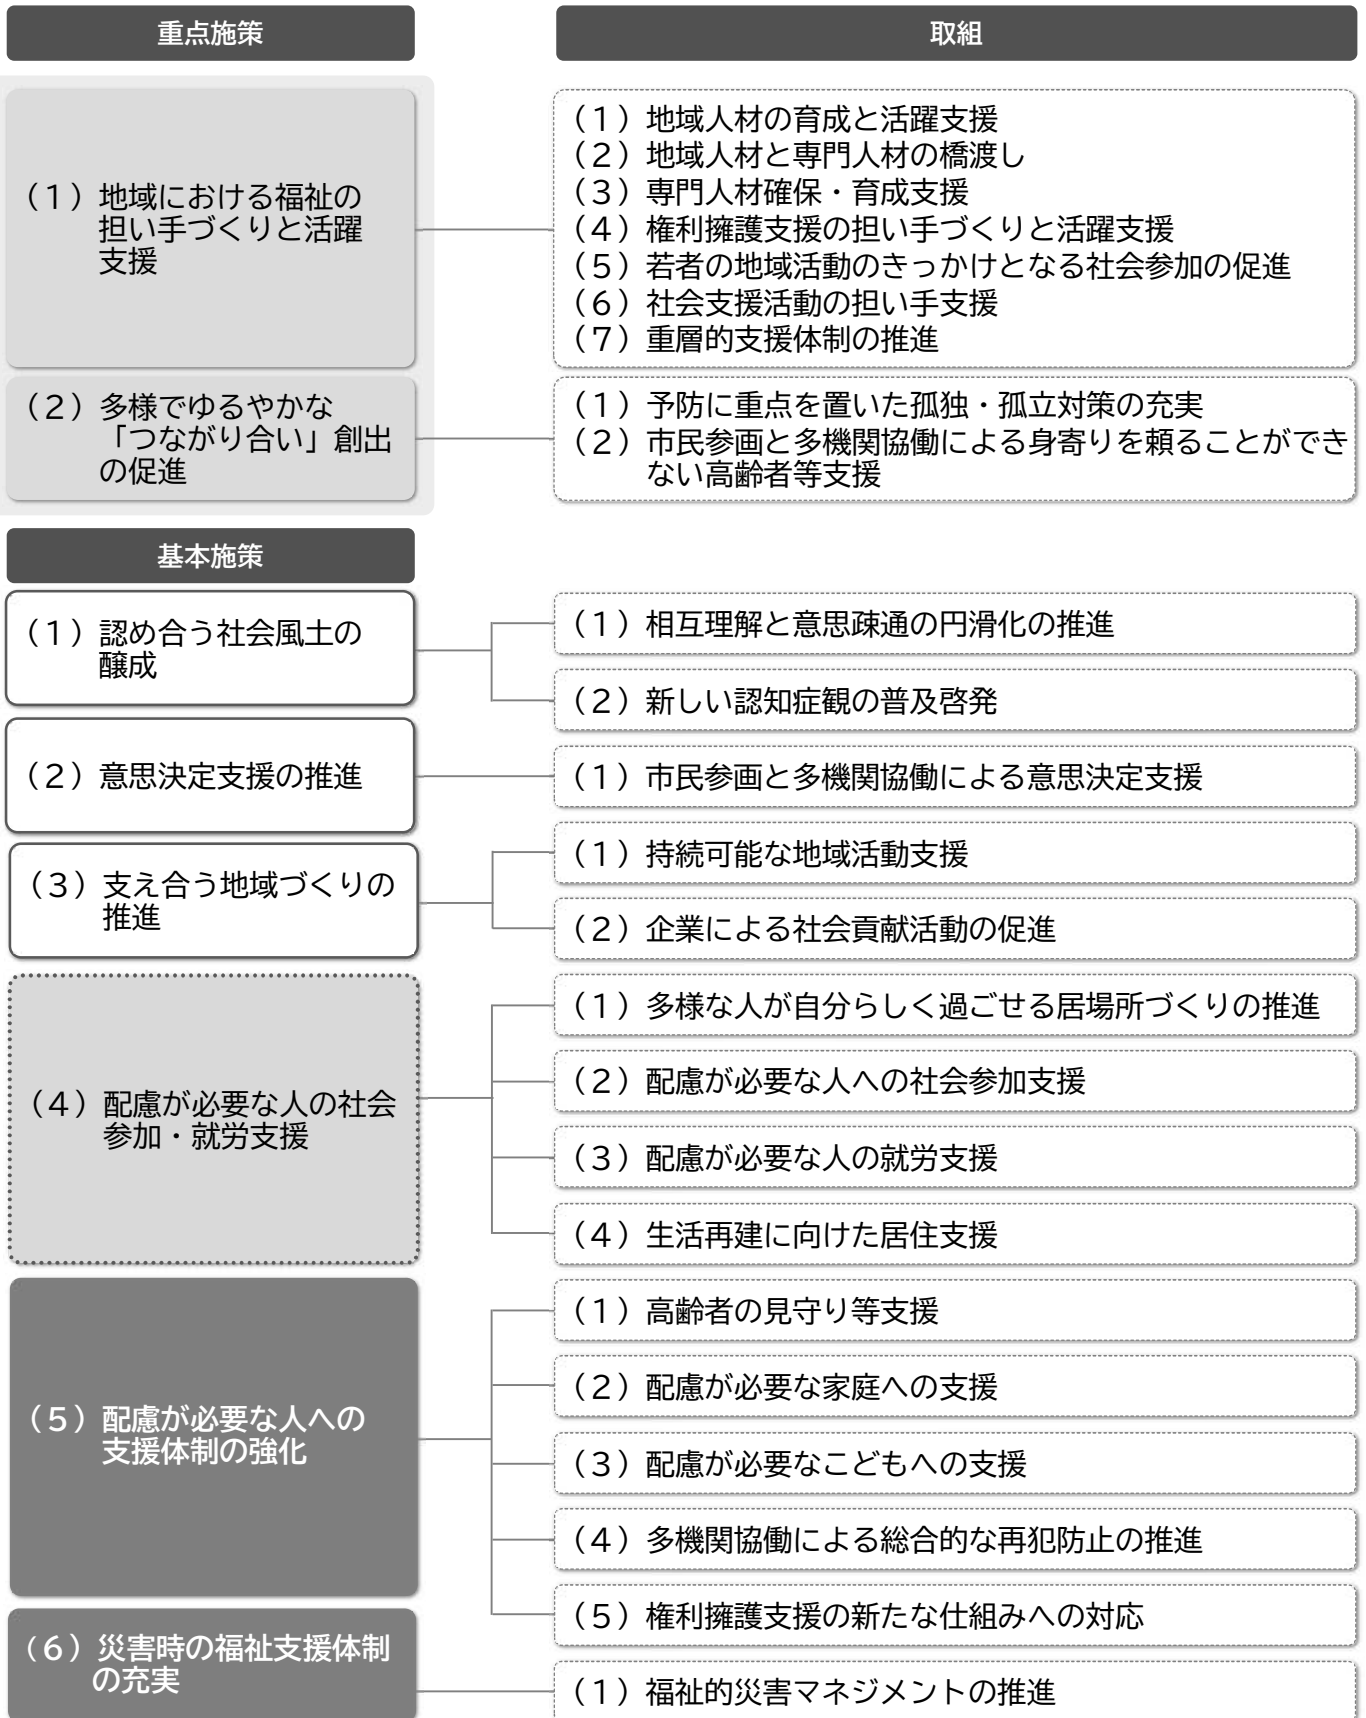 重点施策
取組
（１）地域における福祉の
担い手づくりと活躍
支援
（１）地域人材の育成と活躍支援
（２）地域人材と専門人材の橋渡し
（３）専門人材確保・育成支援
（４）権利擁護支援の担い手づくりと活躍支援
（５）若者の地域活動のきっかけとなる社会参加の促進
（６）社会支援活動の担い手支援
（７）重層的支援体制の推進
（２）多様でゆるやかな
「つながり合い」創出
の促進
（１）予防に重点を置いた孤独・孤立対策の充実
（２）市民参画と多機関協働による身寄りを頼ることができ
ない高齢者等支援
基本施策
（１）認め合う社会風土の
醸成
（１）相互理解と意思疎通の円滑化の推進
（２）新しい認知症観の普及啓発
（２）意思決定支援の推進
（１）市民参画と多機関協働による意思決定支援
（３）支え合う地域づくりの
推進
（１）持続可能な地域活動支援
（２）企業による社会貢献活動の促進
（４）配慮が必要な人の社会
参加・就労支援
（１）多様な人が自分らしく過ごせる居場所づくりの推進
（２）配慮が必要な人への社会参加支援
（３）配慮が必要な人の就労支援
（４）生活再建に向けた居住支援
（５）配慮が必要な人への
支援体制の強化
（１）高齢者の見守り等支援
（２）配慮が必要な家庭への支援
（３）配慮が必要なこどもへの支援
（４）多機関協働による総合的な再犯防止の推進
（５）権利擁護支援の新たな仕組みへの対応
（６）災害時の福祉支援体制
の充実
（１）福祉的災害マネジメントの推進